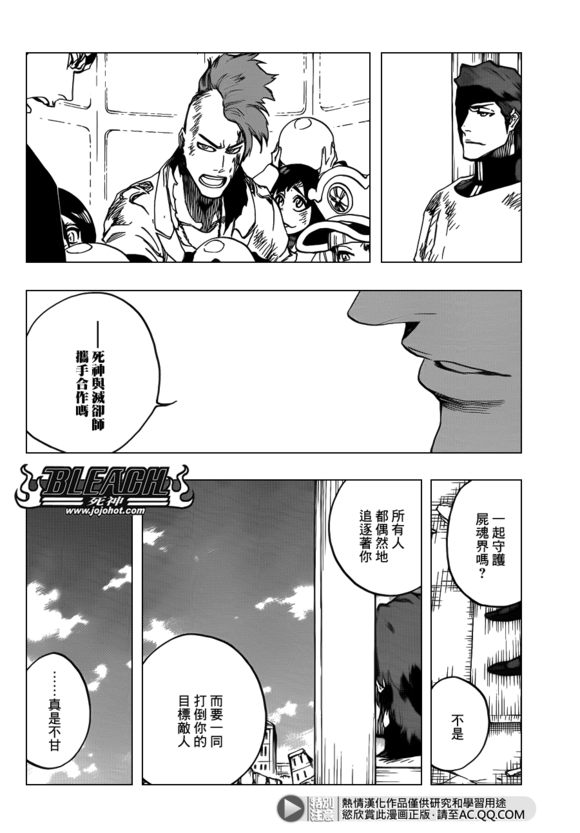 ──死神與滅卻師
攜手合作嗎
BLEACH
死神
www.jojohot.com
一起守護
屍魂界嗎？
不是
所有人
都偶然地
追逐著你
而要一同
打倒你的
目標敵人
……真是不甘
特別
注意
熱情漢化作品僅供研究和學習用途
慾欣賞此漫画正版，請至AC.QQ.COM